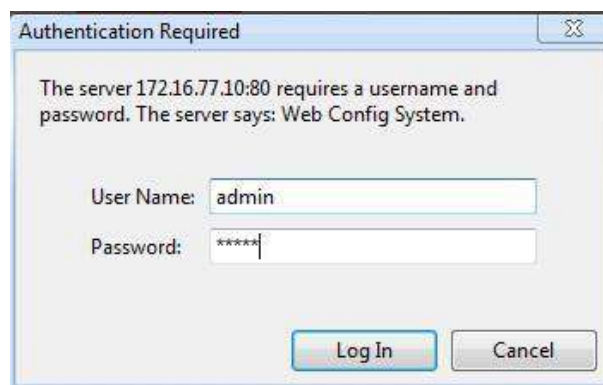 Authentication Required
The server 172.16.77.10:80 requires a username and
password. The server says: Web Config System.
User Name: admin
Password: *****
Log In Cancel